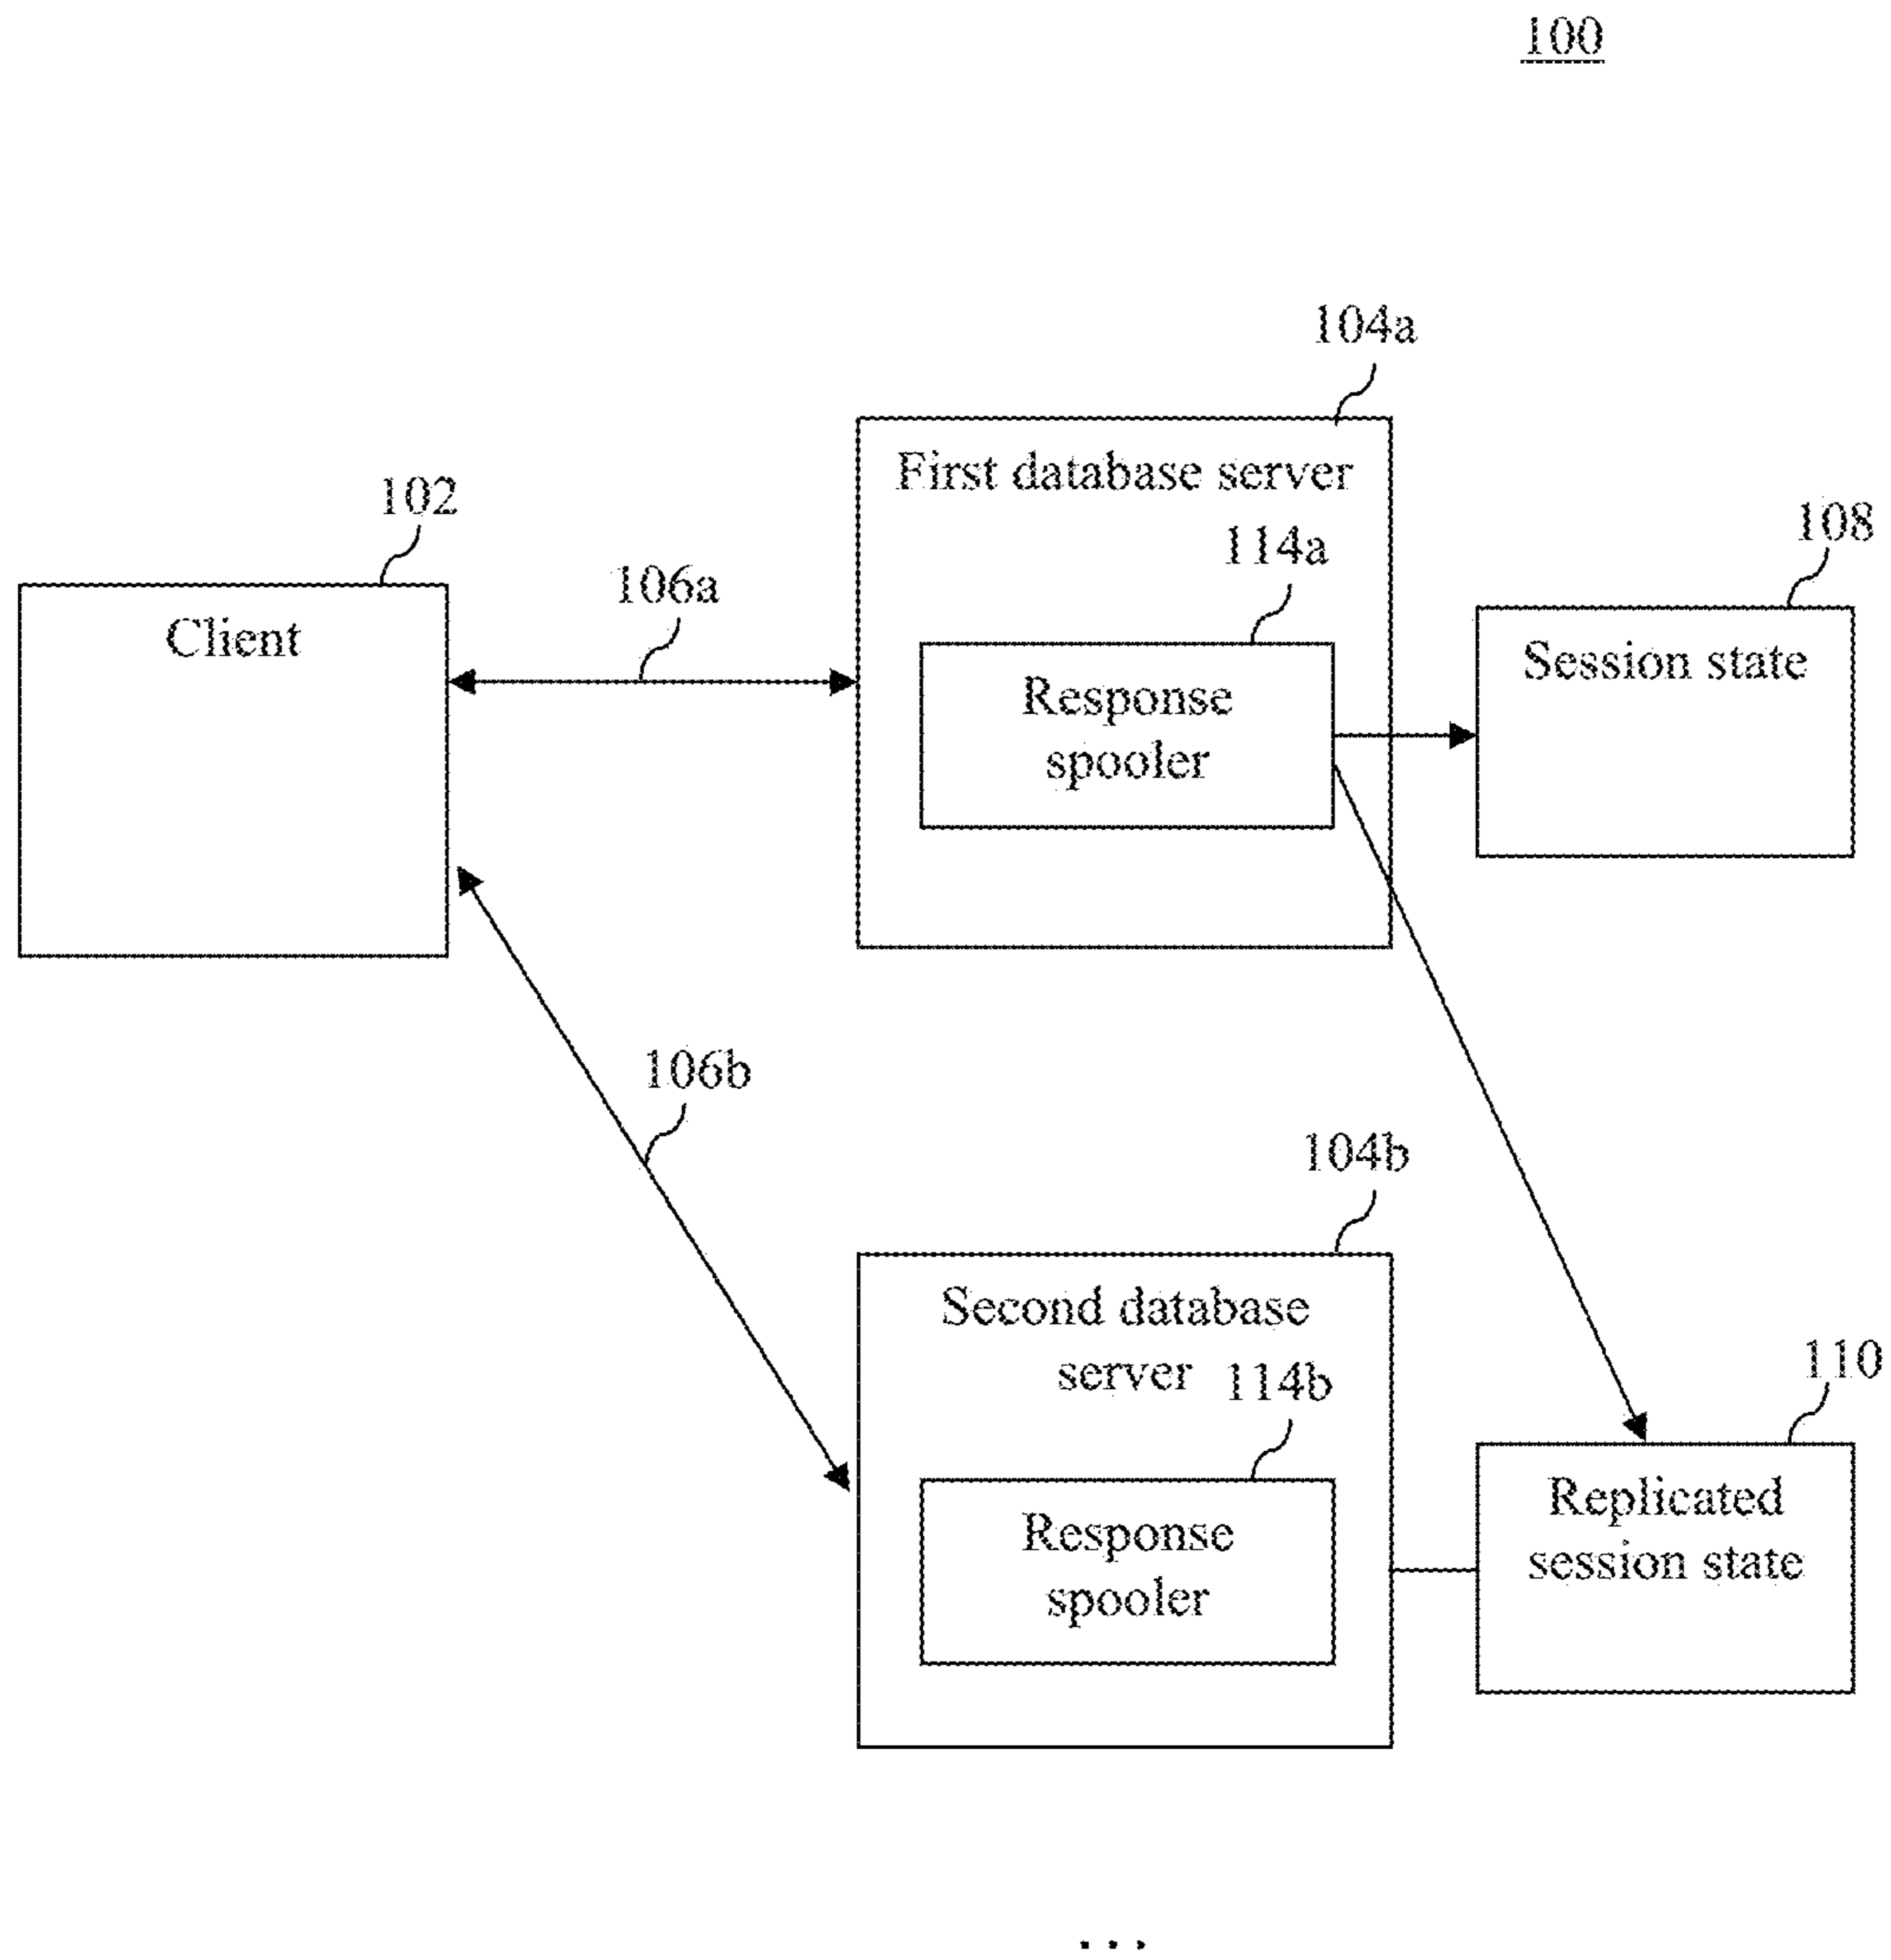 100
104a
First database server
102
108
114a
106a
Client
Session state
Response
spooler
106b
104b
Second database
server
114b
110
Replicated
session state
Response
spooler
...